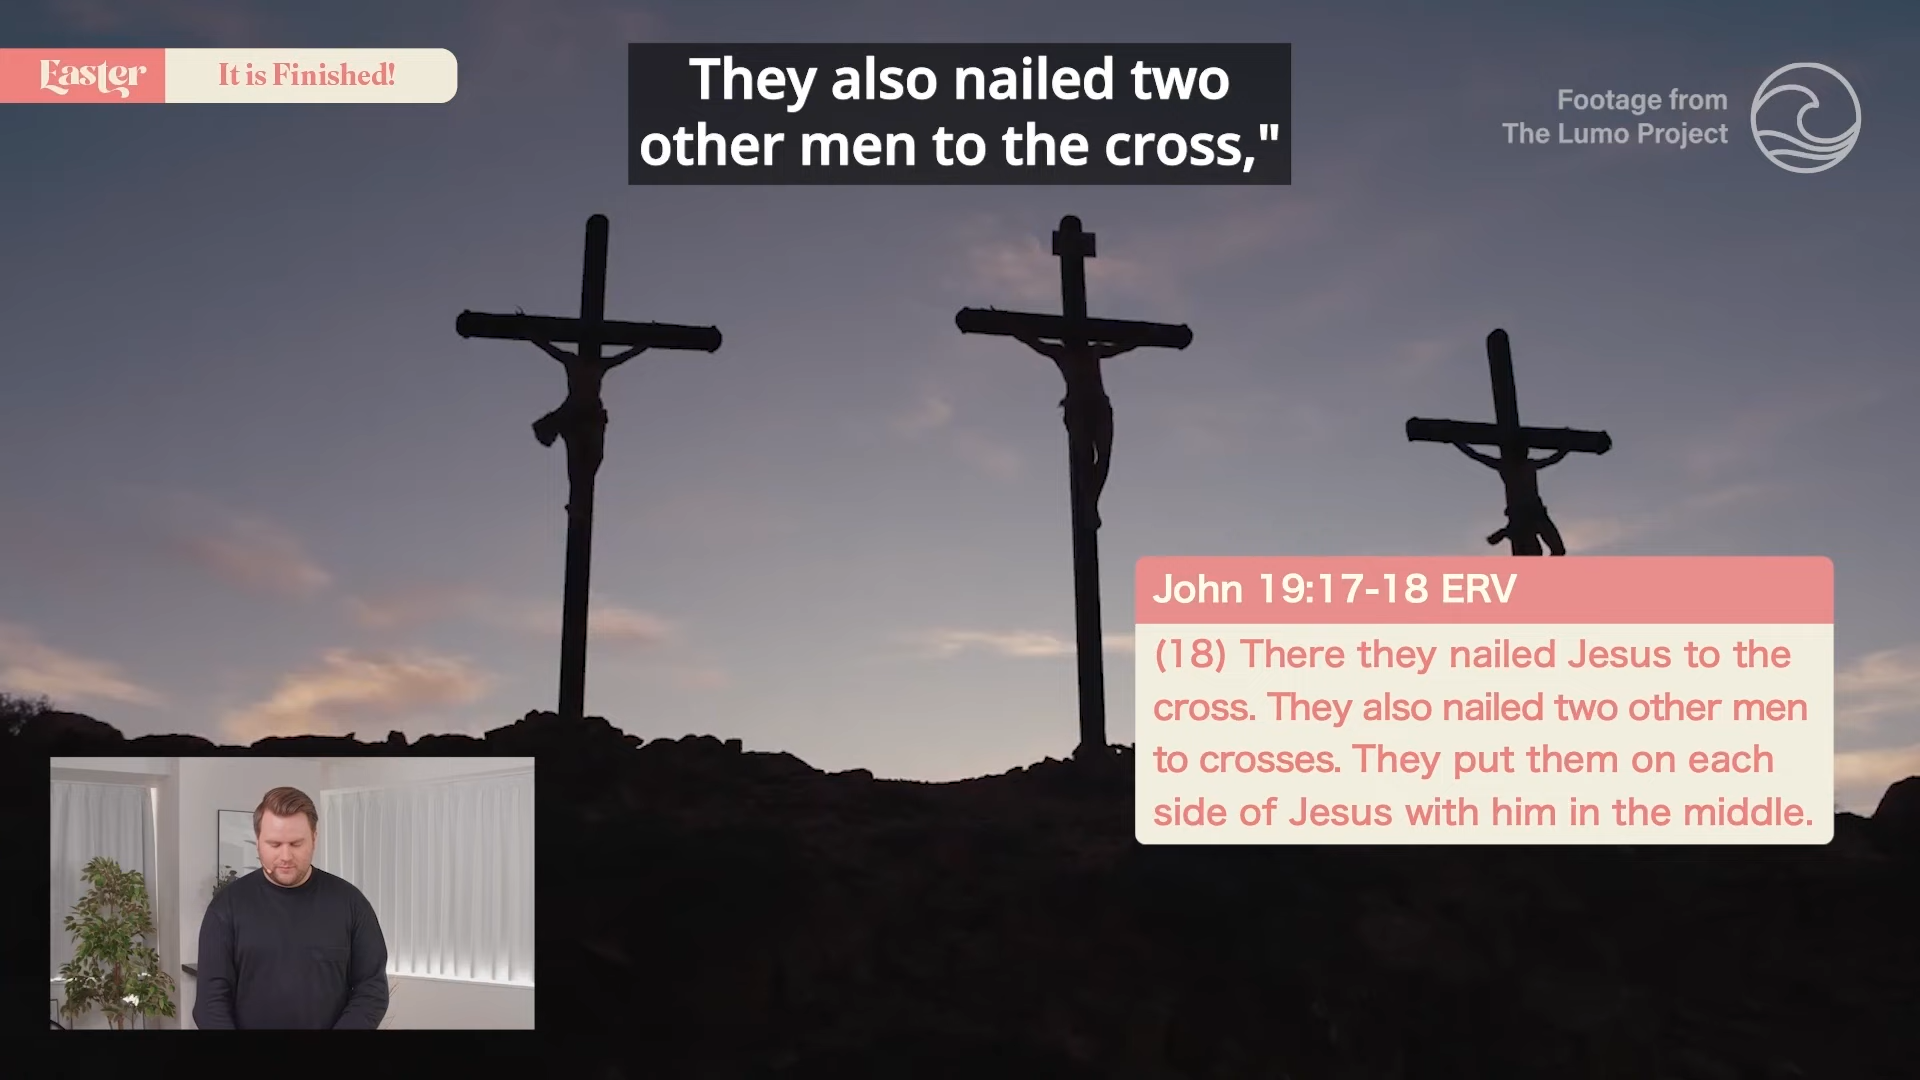 Easter
It is Finished!
They also nailed two
other men to the cross,"
Footage from
The Lumo Project
John 19:17-18 ERV
(18) There they nailed Jesus to the
cross. They also nailed two other men
to crosses. They put them on each
side of Jesus with him in the middle.